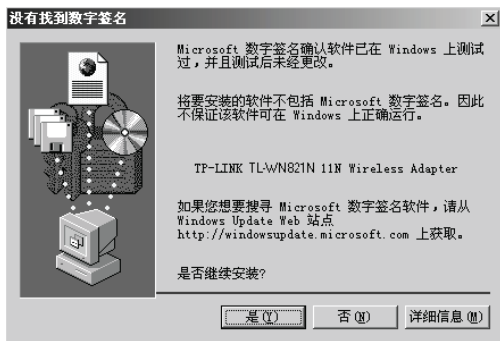 没有找到数字签名
Microsoft 数字签名确认软件已在 Windows 上测试
过，并且测试后未经更改。
将要安装的软件不包括 Microsoft 数字签名。因此
不保证该软件可在 Windows 上正确运行。
TP-LINK TL-WN821N 11N Wireless Adapter
如果您想要搜寻 Microsoft 数字签名软件，请从
Windows Update Web 站点
http://windowsupdate.microsoft.com 上获取。
是否继续安装?
是(Y) 否(N) 详细信息(M)